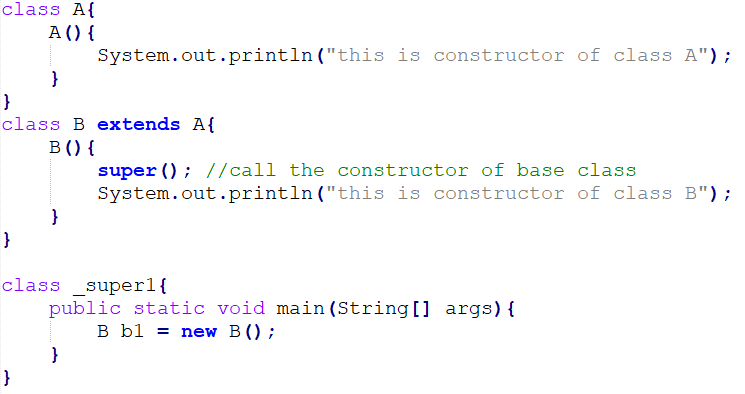 class A{
    A(){
        System.out.println("this is constructor of class A");
    }
}
class B extends A{
    B(){
        super(); //call the constructor of base class
        System.out.println("this is constructor of class B");
    }
}

class _super1{
    public static void main(String[] args){
        B b1 = new B();
    }
}